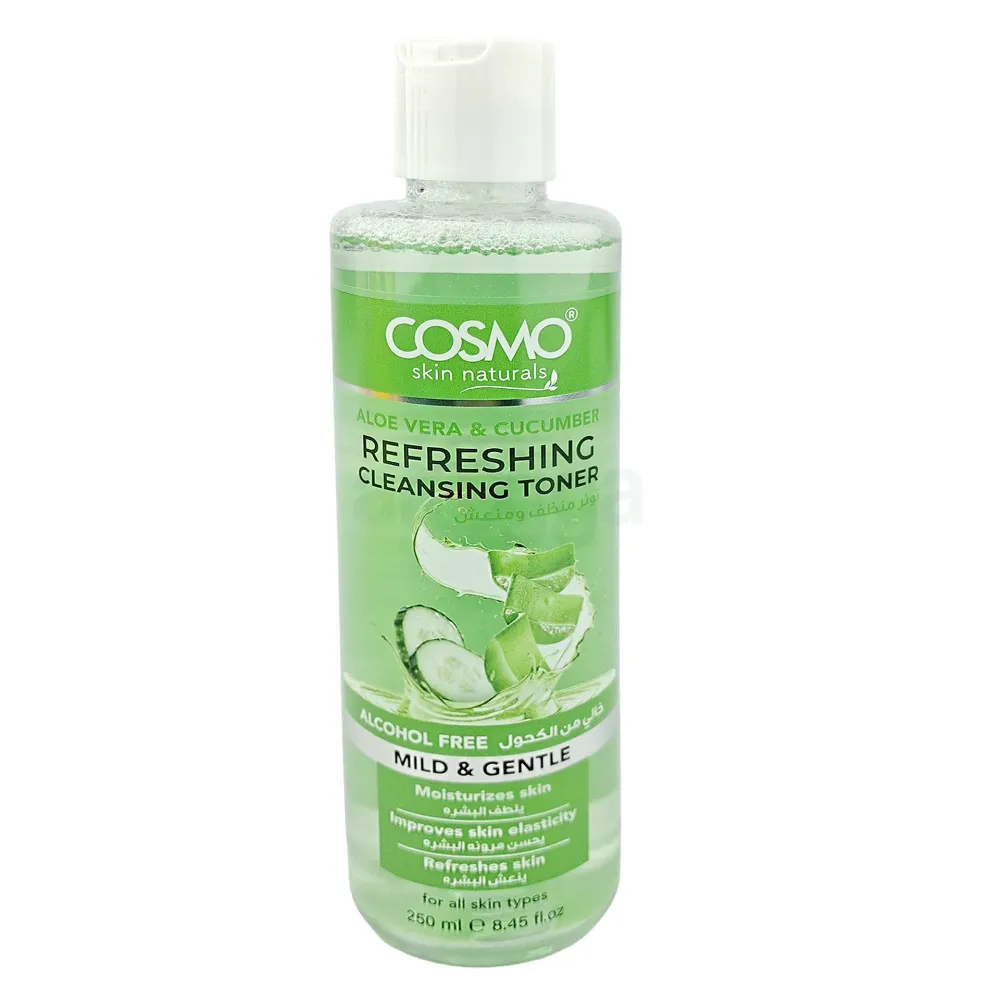 COSMO®
skin naturals
ALOE VERA & CUCUMBER
REFRESHING
CLEANSING TONER
تونر منظف ومنعش
ALCOHOL FREE خالي من الكحول
MILD & GENTLE
Moisturizes skin
ينظف البشره
Improves skin elasticity
يحسن مرونه البشره
Refreshes skin
ينعش البشره
for all skin types
250 ml ℮ 8.45 fl.oz